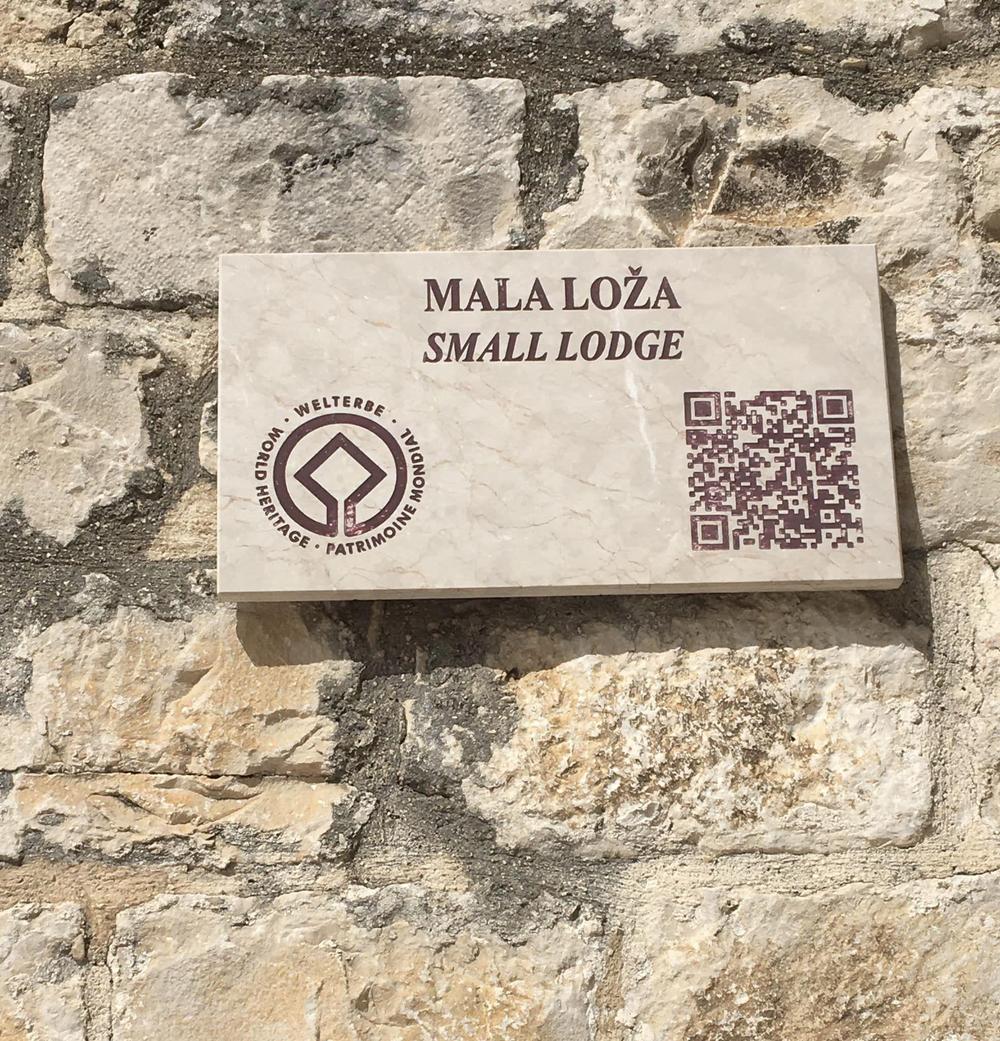 MALA LOŽA
SMALL LODGE
· WELTERBE ·
WORLD HERITAGE · PATRIMOINE MONDIAL